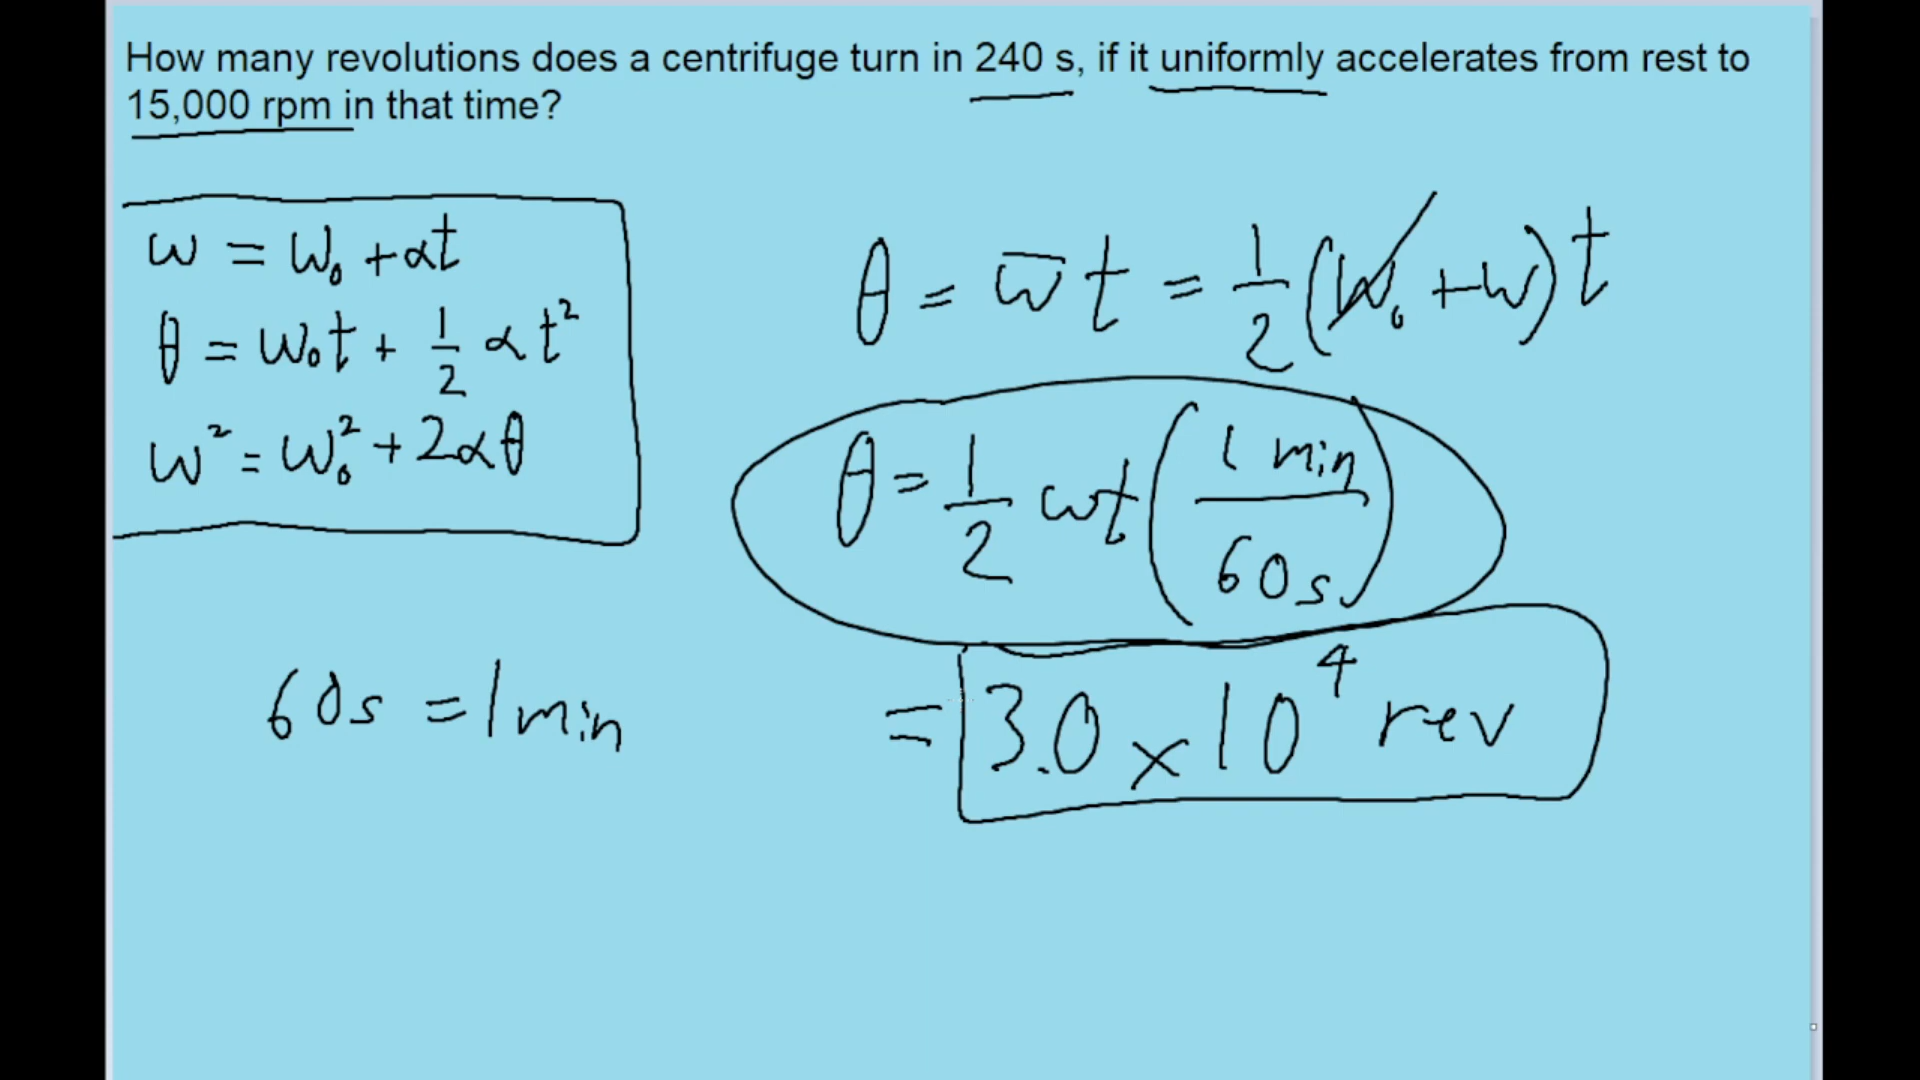 How many revolutions does a centrifuge turn in 240 s, if it uniformly accelerates from rest to
15,000 rpm in that time?
ω = ω₀ + αt
θ = ω₀t + 1/2 αt²
ω² = ω₀² + 2αθ
60s = 1 min
θ = ω̅ t = 1/2 (ω₀ + ω) t
θ = 1/2 ωt (1 min / 60s)
= 3.0 × 10⁴ rev